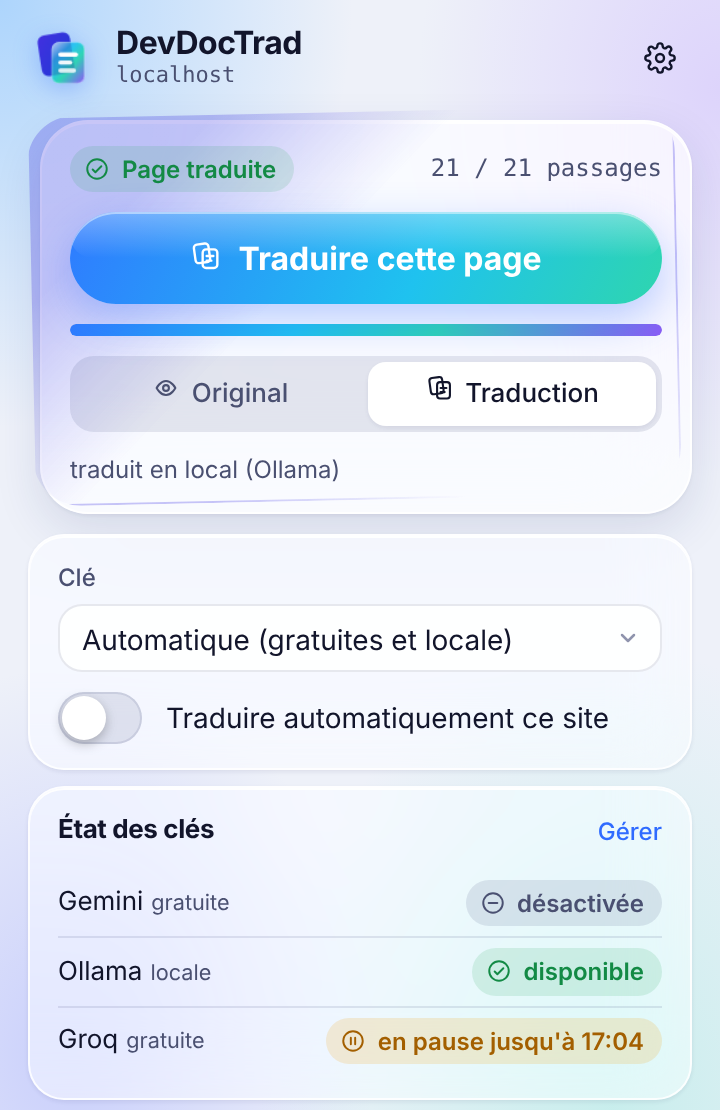 DevDocTrad
localhost
Page traduite
21 / 21 passages
Traduire cette page
Original
Traduction
traduit en local (Ollama)
Clé
Automatique (gratuites et locale)
Traduire automatiquement ce site
État des clés
Gérer
Gemini gratuite
désactivée
Ollama locale
disponible
Groq gratuite
en pause jusqu'à 17:04